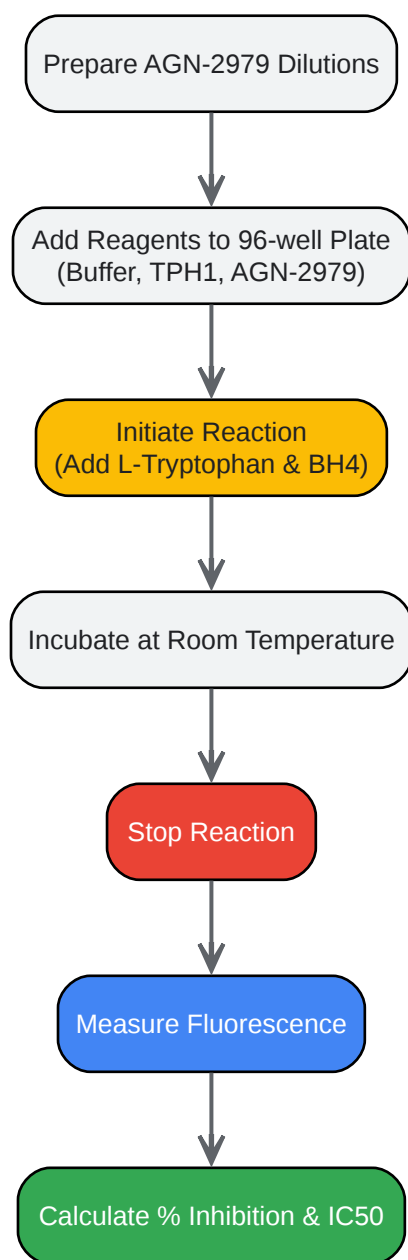 Prepare AGN-2979 Dilutions
Add Reagents to 96-well Plate
(Buffer, TPH1, AGN-2979)
Initiate Reaction
(Add L-Tryptophan & BH4)
Incubate at Room Temperature
Stop Reaction
Measure Fluorescence
Calculate % Inhibition & IC50